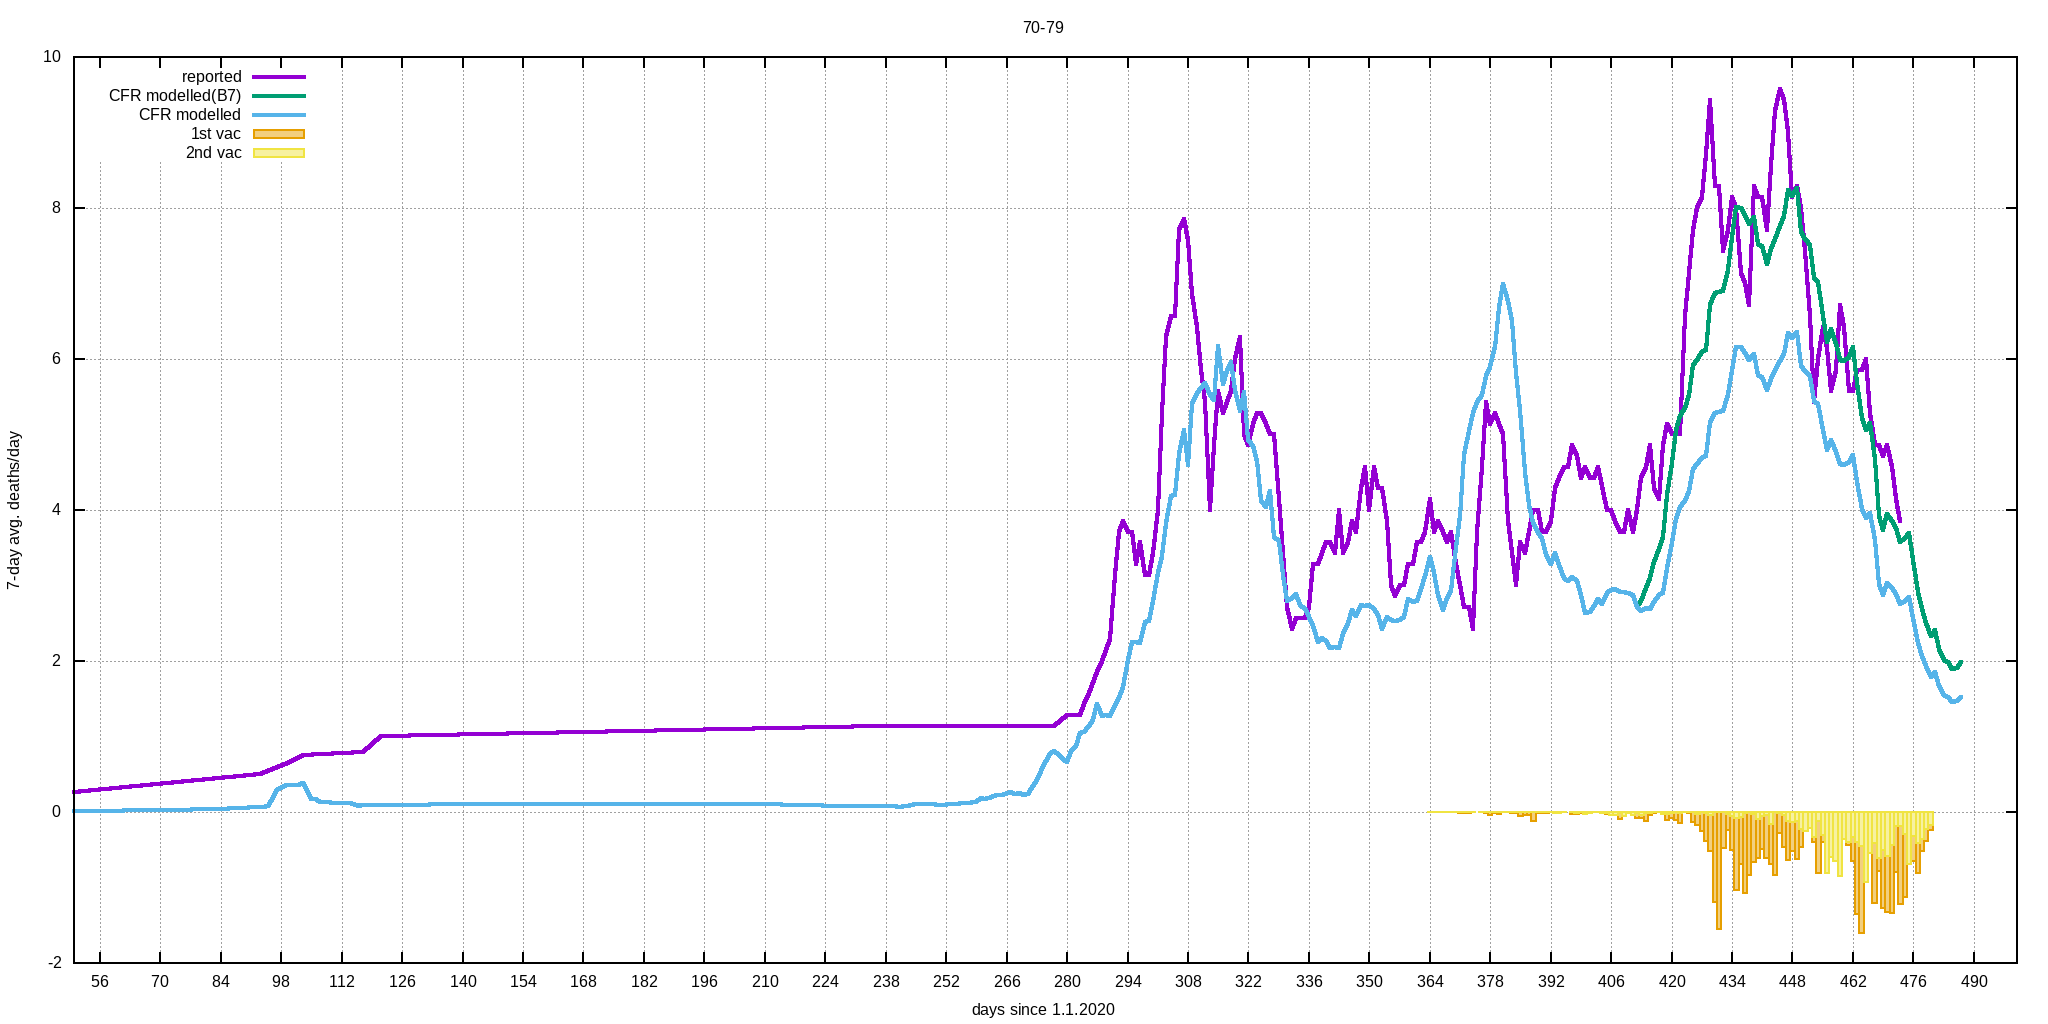 70-79
reported
CFR modelled(B7)
CFR modelled
1st vac
2nd vac
10
8
6
4
2
0
-2
7-day avg. deaths/day
56 70 84 98 112 126 140 154 168 182 196 210 224 238 252 266 280 294 308 322 336 350 364 378 392 406 420 434 448 462 476 490
days since 1.1.2020